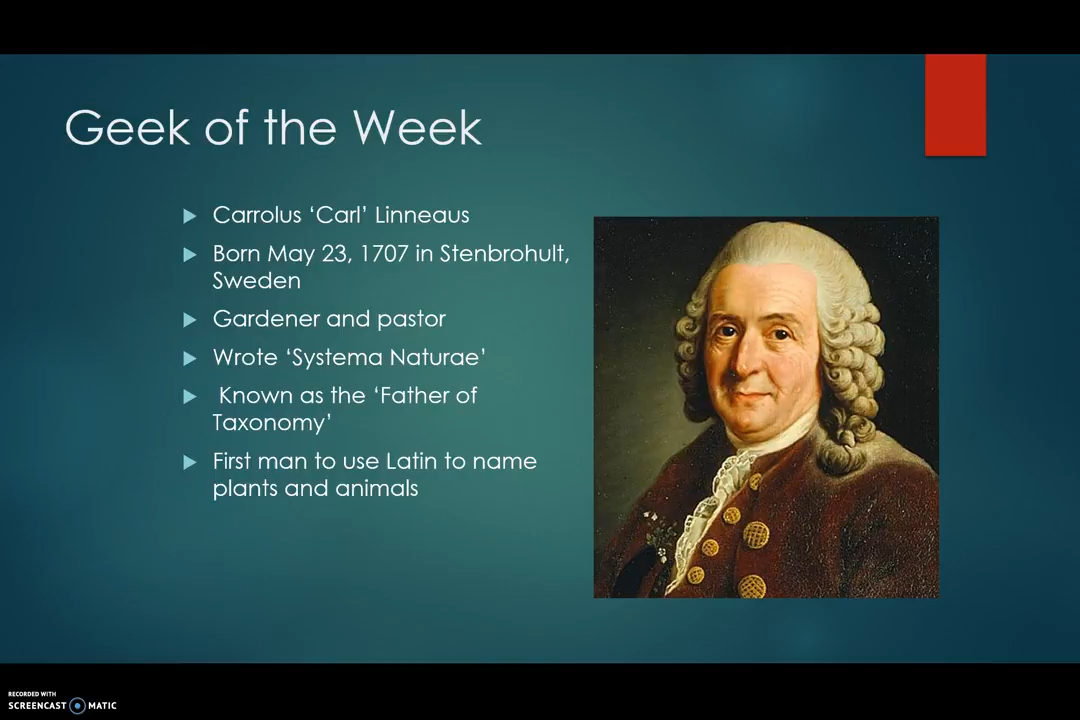 Geek of the Week
Carrolus ‘Carl’ Linneaus
Born May 23, 1707 in Stenbrohult,
Sweden
Gardener and pastor
Wrote ‘Systema Naturae’
Known as the ‘Father of
Taxonomy’
First man to use Latin to name
plants and animals
RECORDED WITH
SCREENCAST MATIC